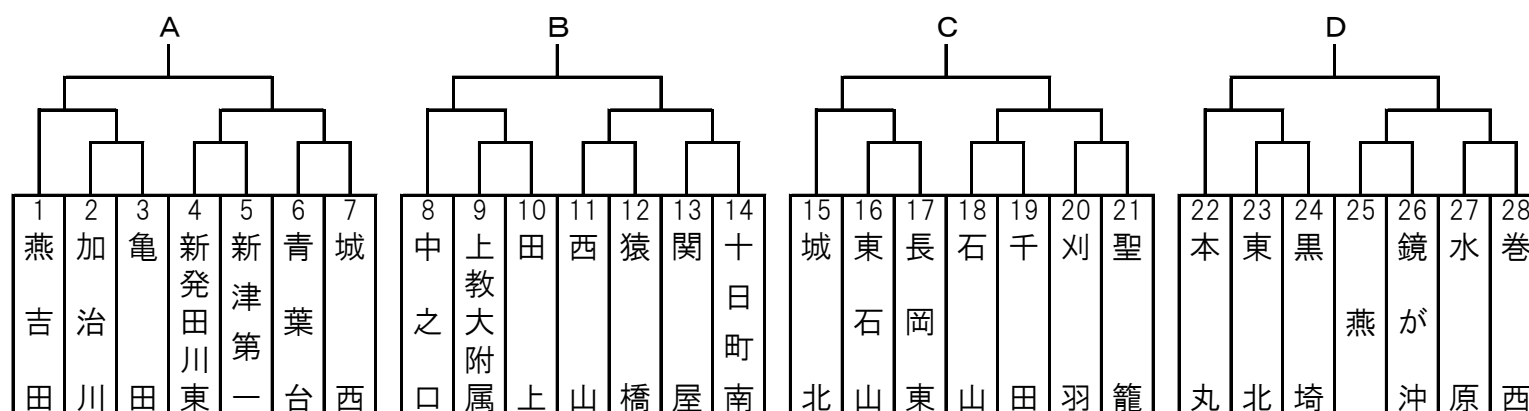 A
B
C
D
1 燕吉田
2 加治川
3 亀田
4 新発田川東
5 新津第一
6 青葉台
7 城西
8 中之口
9 上教大附属
10 田上
11 西山
12 猿橋
13 関屋
14 十日町南
15 城北
16 東石山
17 長岡東
18 石山
19 千田
20 刈羽
21 聖籠
22 本丸
23 東北
24 黒埼
25 燕
26 鏡が沖
27 水原
28 巻西